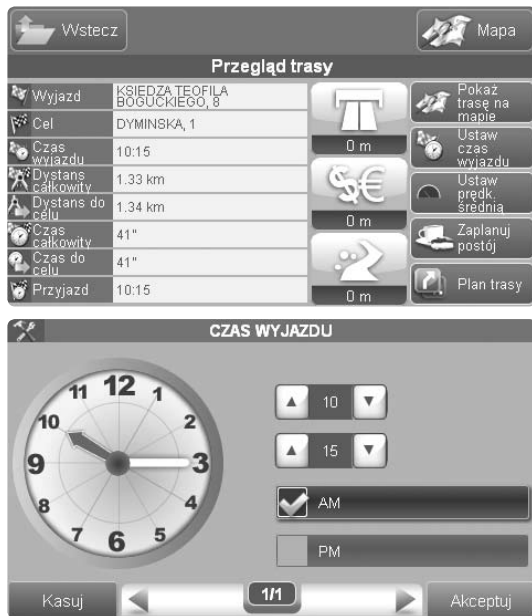 Wstecz
Mapa
Przegląd trasy
Wyjazd
KSIEDZA TEOFILA
BOGUCKIEGO, 8
Cel
DYMINSKA, 1
Czas
wyjazdu
10:15
Dystans
całkowity
1.33 km
Dystans do
celu
1.34 km
Czas
całkowity
41"
Czas do
celu
41"
Przyjazd
10:15
0 m
$€
0 m
0 m
Pokaż
trasę na
mapie
Ustaw
czas
wyjazdu
Ustaw
prędk.
średnią
Zaplanuj
postój
Plan trasy
CZAS WYJAZDU
12
1
2
3
4
5
6
7
8
9
10
11
10
15
AM
PM
Kasuj
1/1
Akceptuj